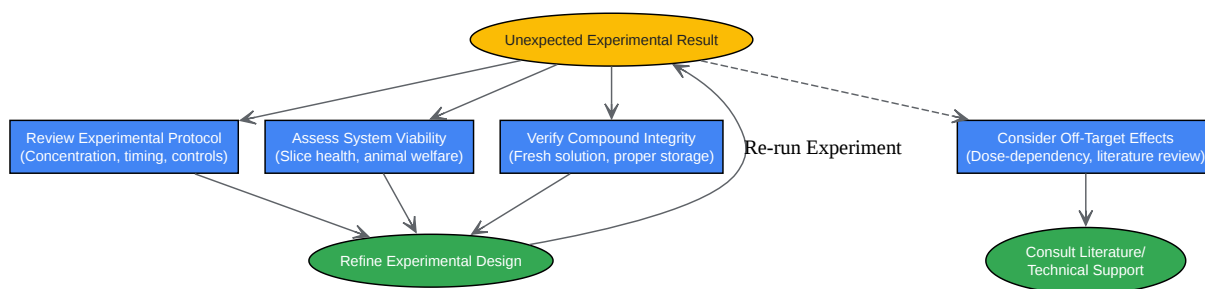 Unexpected Experimental Result
Review Experimental Protocol
(Concentration, timing, controls)
Assess System Viability
(Slice health, animal welfare)
Verify Compound Integrity
(Fresh solution, proper storage)
Re-run Experiment
Consider Off-Target Effects
(Dose-dependency, literature review)
Refine Experimental Design
Consult Literature/
Technical Support